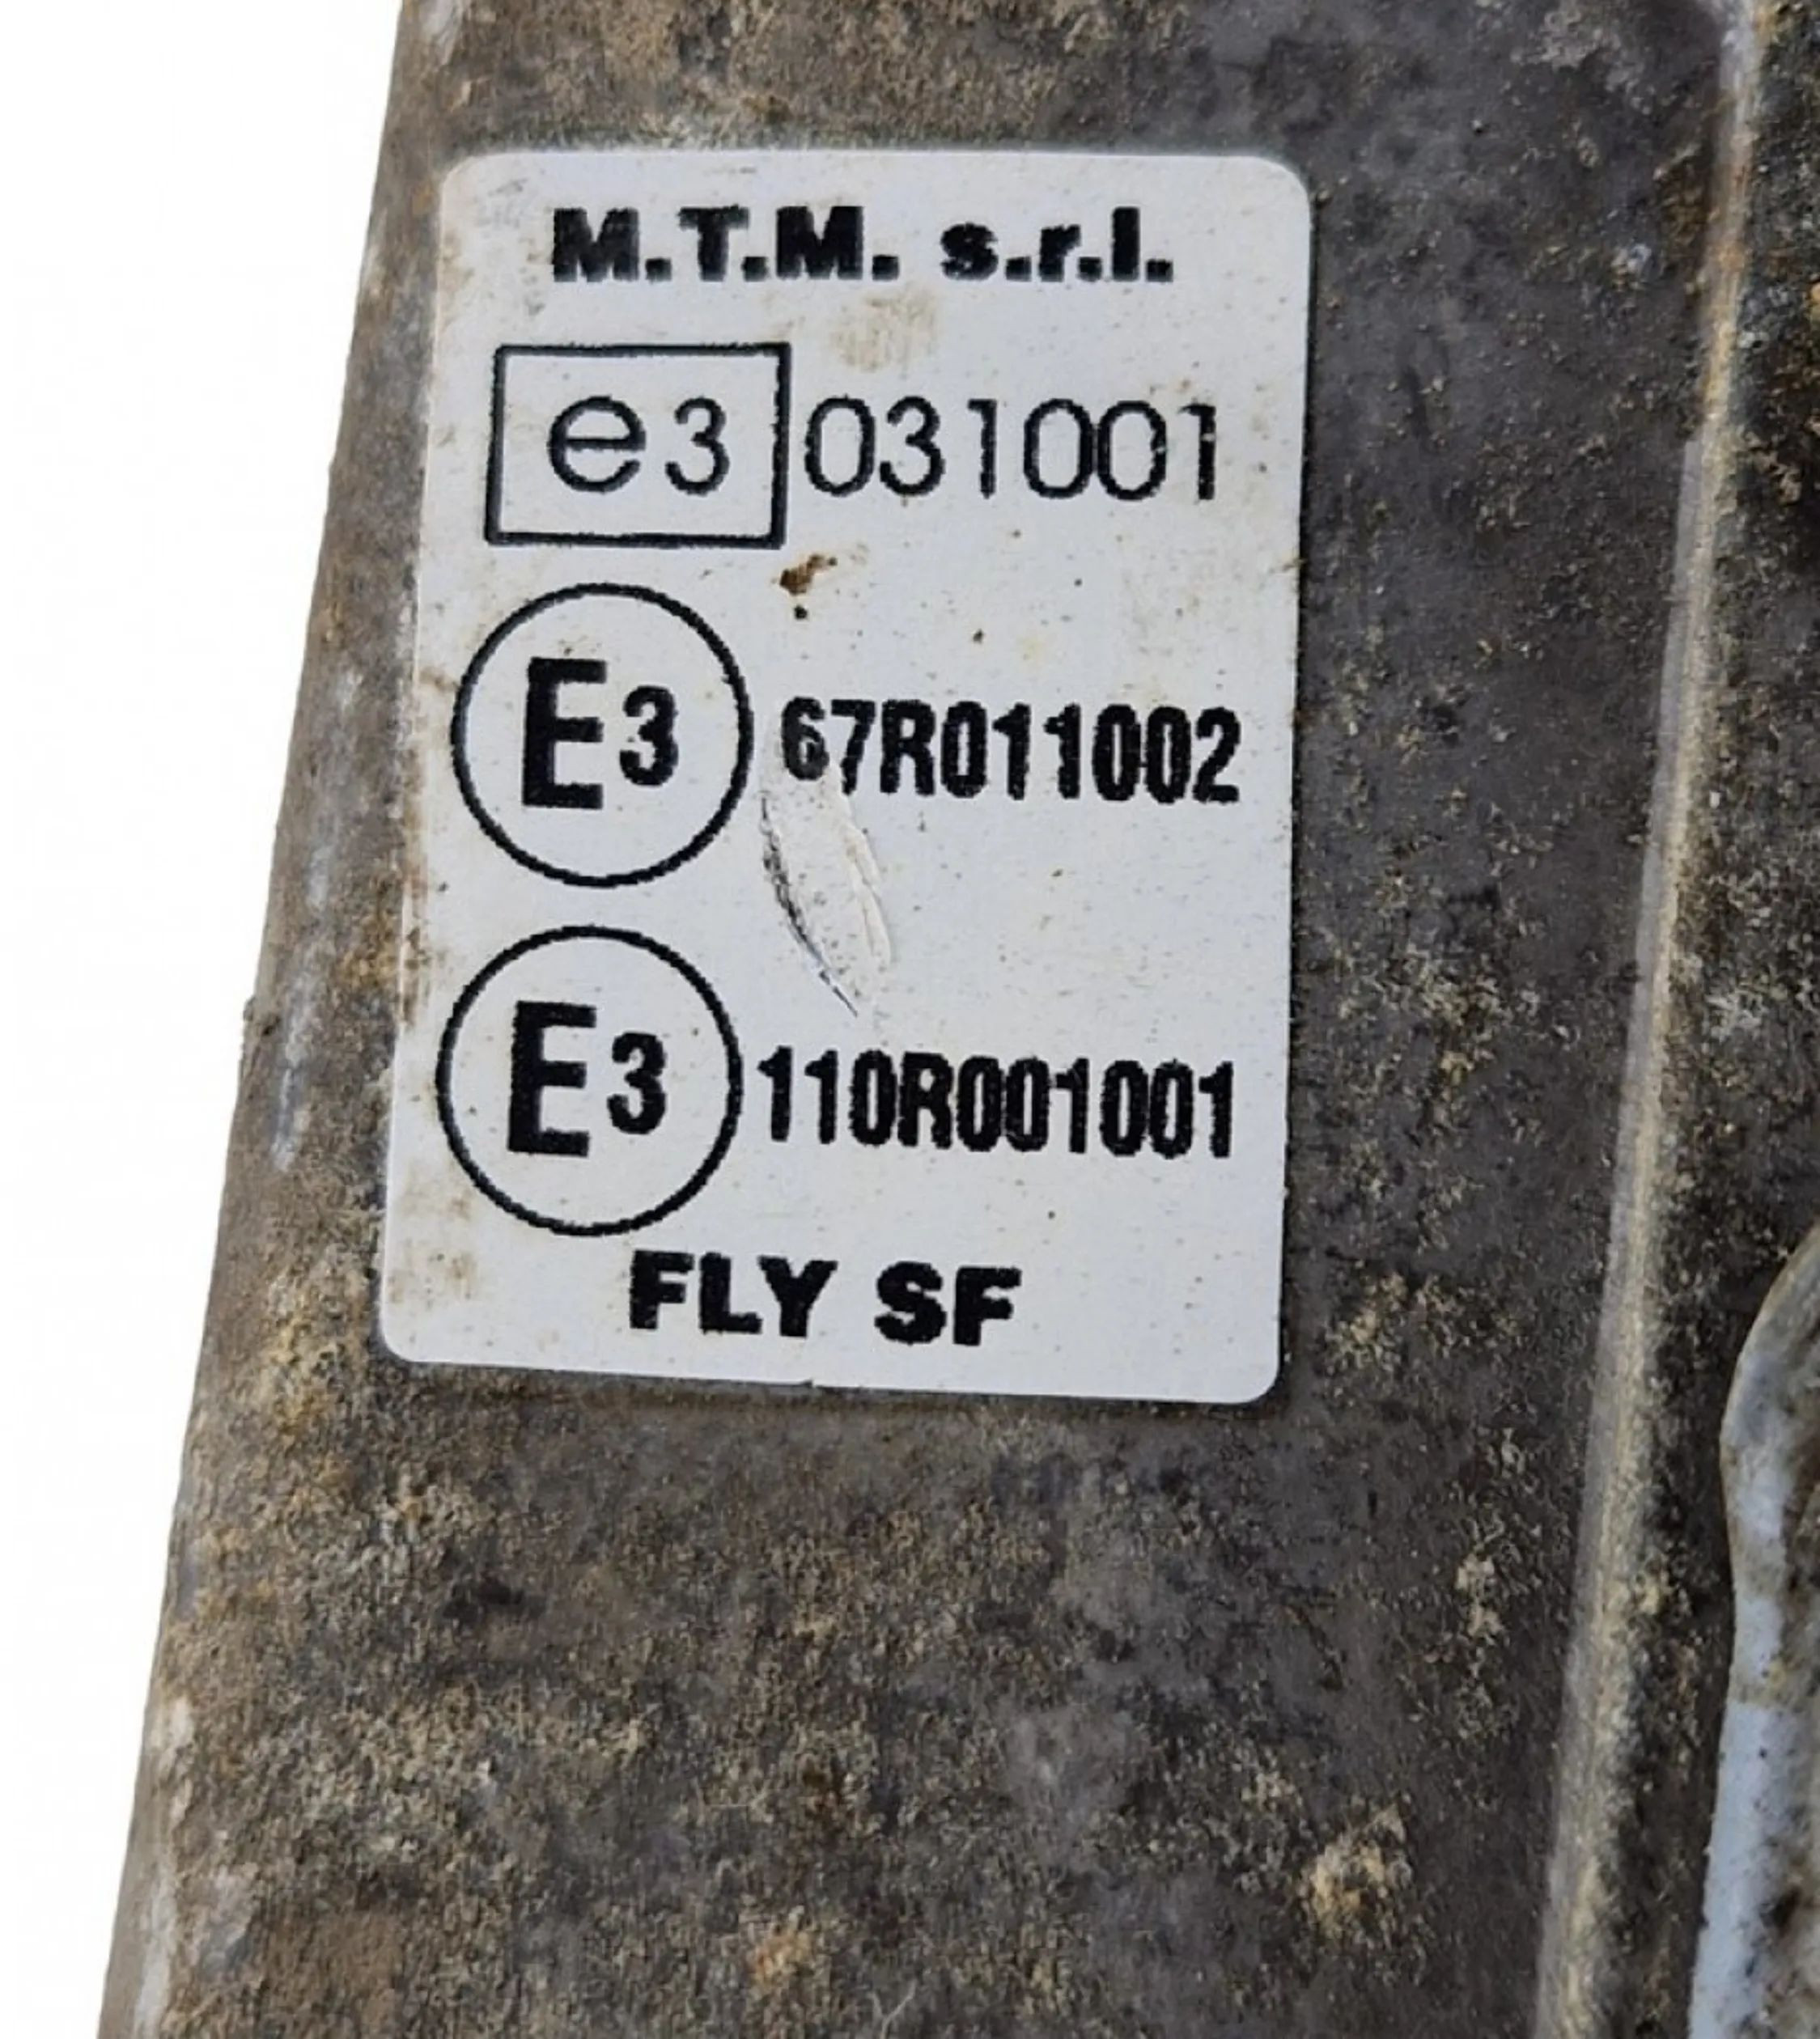 M.T.M. s.r.l.
e3 031001
E3 67R011002
E3 110R001001
FLY SF